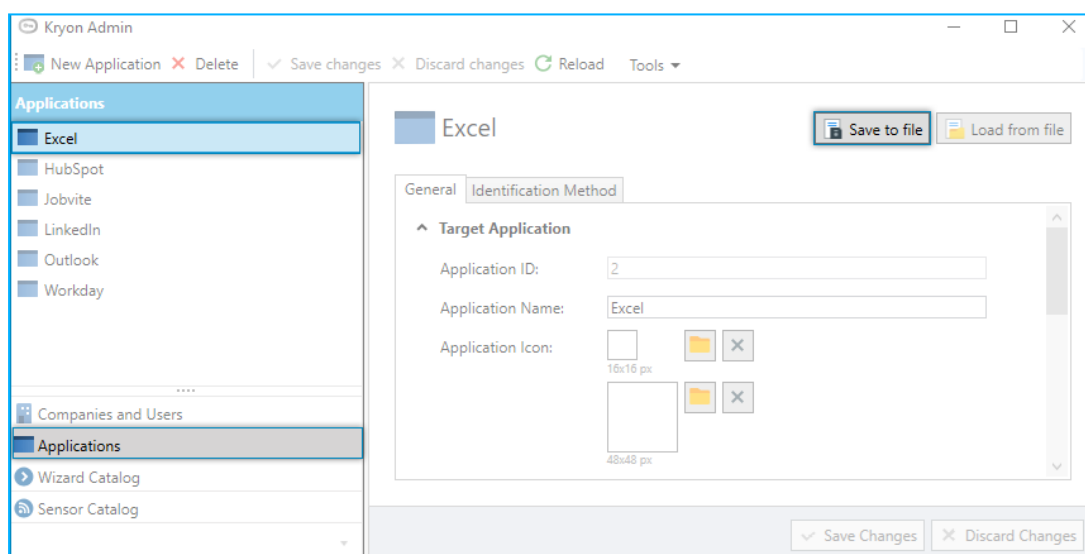 Kryon Admin
New Application Delete Save changes Discard changes Reload Tools
Applications
Excel
HubSpot
Jobvite
LinkedIn
Outlook
Workday
Companies and Users
Applications
Wizard Catalog
Sensor Catalog
Excel
Save to file Load from file
General Identification Method
Target Application
Application ID: 2
Application Name: Excel
Application Icon:
16x16 px
48x48 px
Save Changes Discard Changes